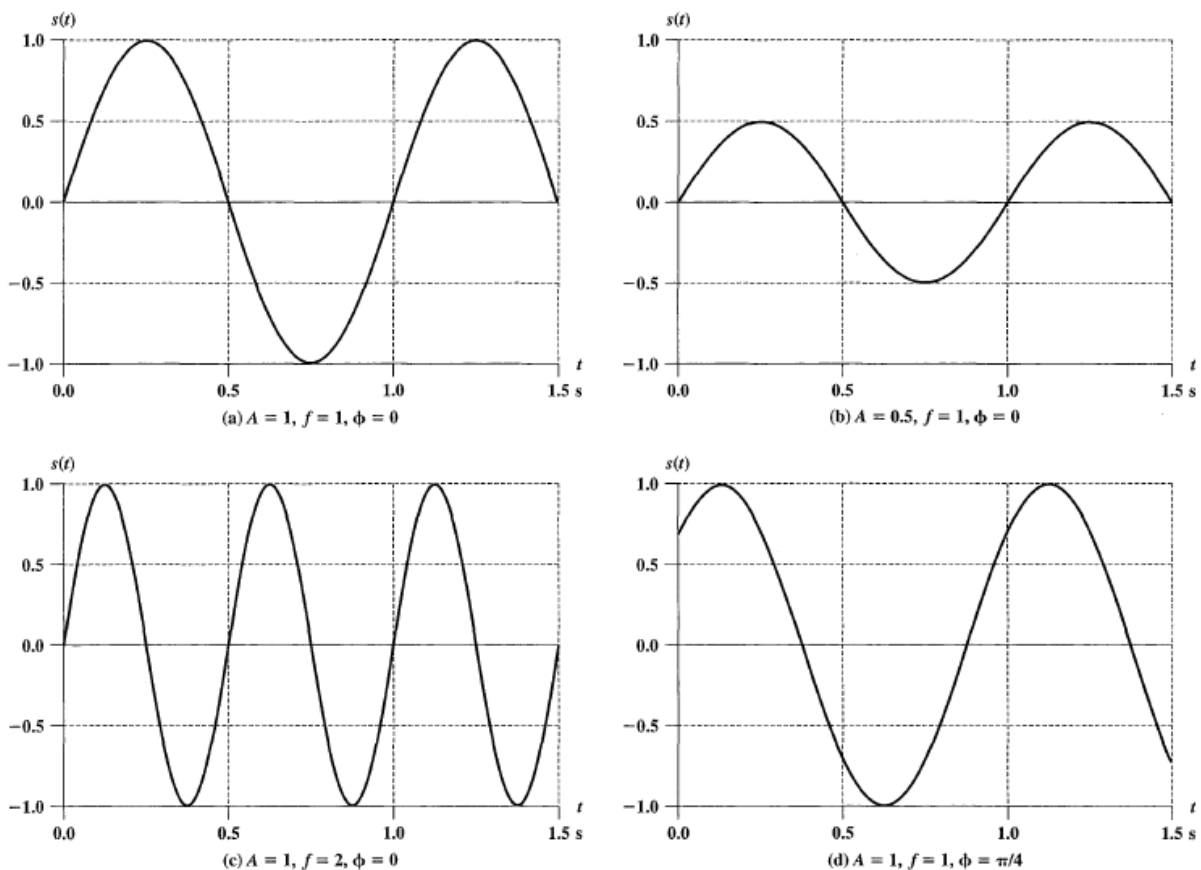 s(t)
1.0
0.5
0.0
−0.5
−1.0
t
0.0 0.5 1.0 1.5 s
(a) A = 1, f = 1, ϕ = 0
s(t)
1.0
0.5
0.0
−0.5
−1.0
t
0.0 0.5 1.0 1.5 s
(b) A = 0.5, f = 1, ϕ = 0
s(t)
1.0
0.5
0.0
−0.5
−1.0
t
0.0 0.5 1.0 1.5 s
(c) A = 1, f = 2, ϕ = 0
s(t)
1.0
0.5
0.0
−0.5
−1.0
t
0.0 0.5 1.0 1.5 s
(d) A = 1, f = 1, ϕ = π/4